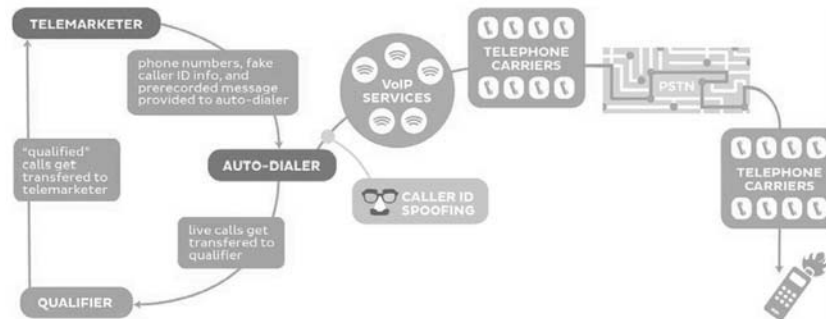 TELEMARKETER
phone numbers, fake
caller ID info, and
prerecorded message
provided to auto-dialer
AUTO-DIALER
live calls get
transfered to
qualifier
QUALIFIER
"qualified"
calls get
transfered to
telemarketer
CALLER ID
SPOOFING
VoIP
SERVICES
TELEPHONE
CARRIERS
PSTN
TELEPHONE
CARRIERS